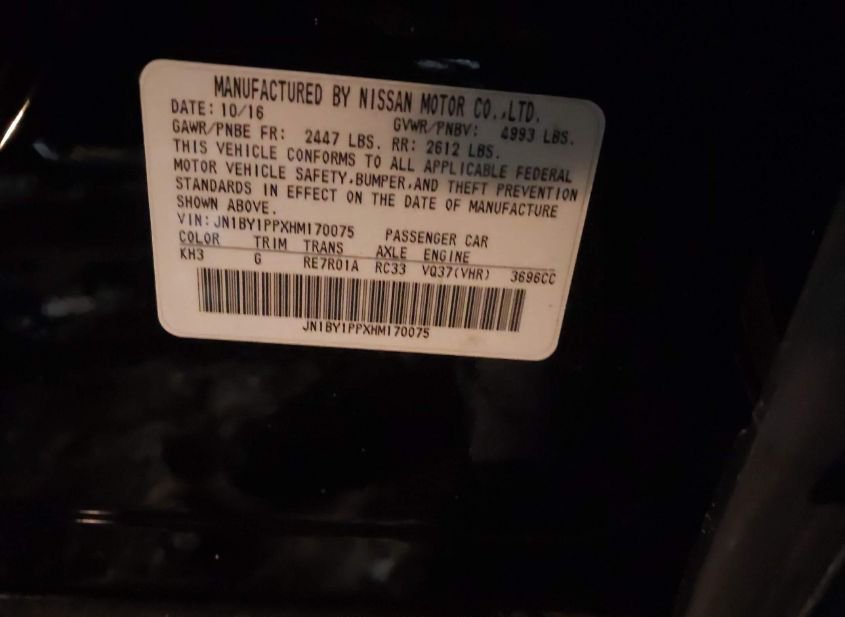 MANUFACTURED BY NISSAN MOTOR CO.,LTD.
DATE: 10/16 GVWR/PNBV: 4993 LBS.
GAWR/PNBE FR: 2447 LBS. RR: 2612 LBS.
THIS VEHICLE CONFORMS TO ALL APPLICABLE FEDERAL
MOTOR VEHICLE SAFETY,BUMPER,AND THEFT PREVENTION
STANDARDS IN EFFECT ON THE DATE OF MANUFACTURE
SHOWN ABOVE.
VIN: JN1BY1PPXHM170075 PASSENGER CAR
COLOR TRIM TRANS AXLE ENGINE
KH3 G RE7R01A RC33 VQ37(VHR) 3696CC
JN1BY1PPXHM170075